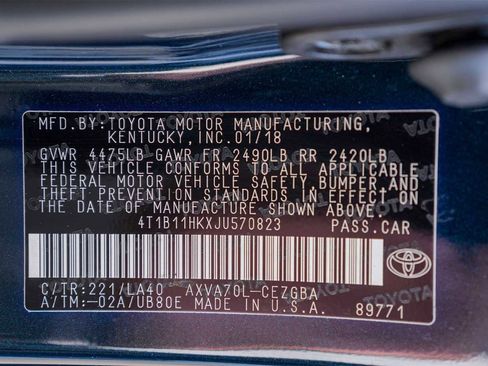 MFD.BY:TOYOTA MOTOR MANUFACTURING,
KENTUCKY,INC.01/18
GVWR 4475LB GAWR FR 2490LB RR 2420LB
THIS VEHICLE CONFORMS TO ALL
FEDERAL MOTOR VEHICLE SAFETY,BUMPER AND
THEFT PREVENTION STANDARDS IN EFFECT ON
THE DATE OF MANUFACTURE SHOWN ABOVE.
4T1B11HKXJU570823 PASS.CAR
C/TR:221/LA40 AXVA70L-CEZGBA
A/TM:-02A/UB80E MADE IN U.S.A. 89771
TOYOTA